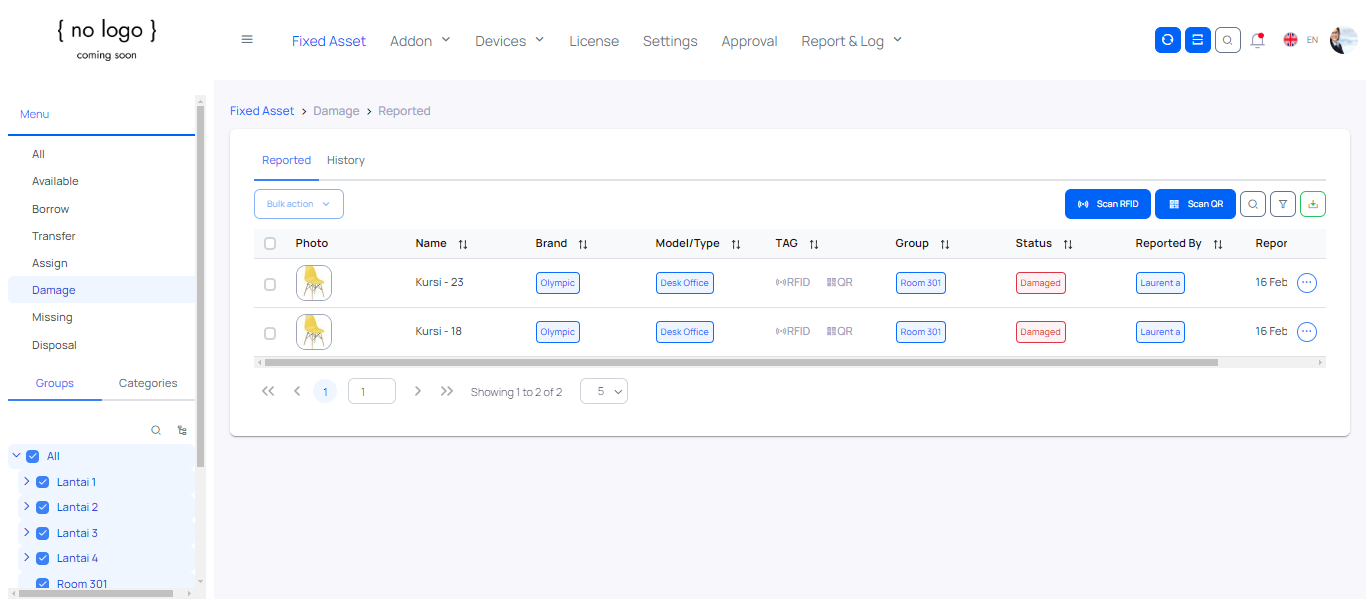 { no logo }
coming soon
Fixed Asset Addon Devices License Settings Approval Report & Log EN
Menu
All
Available
Borrow
Transfer
Assign
Damage
Missing
Disposal
Groups Categories
All
Lantai 1
Lantai 2
Lantai 3
Lantai 4
Room 301
Fixed Asset > Damage > Reported
Reported History
Bulk action Scan RFID Scan QR
Photo Name Brand Model/Type TAG Group Status Reported By Repor
Kursi - 23 Olympic Desk Office RFID QR Room 301 Damaged Laurent a 16 Feb
Kursi - 18 Olympic Desk Office RFID QR Room 301 Damaged Laurent a 16 Feb
1 1 Showing 1 to 2 of 2 5